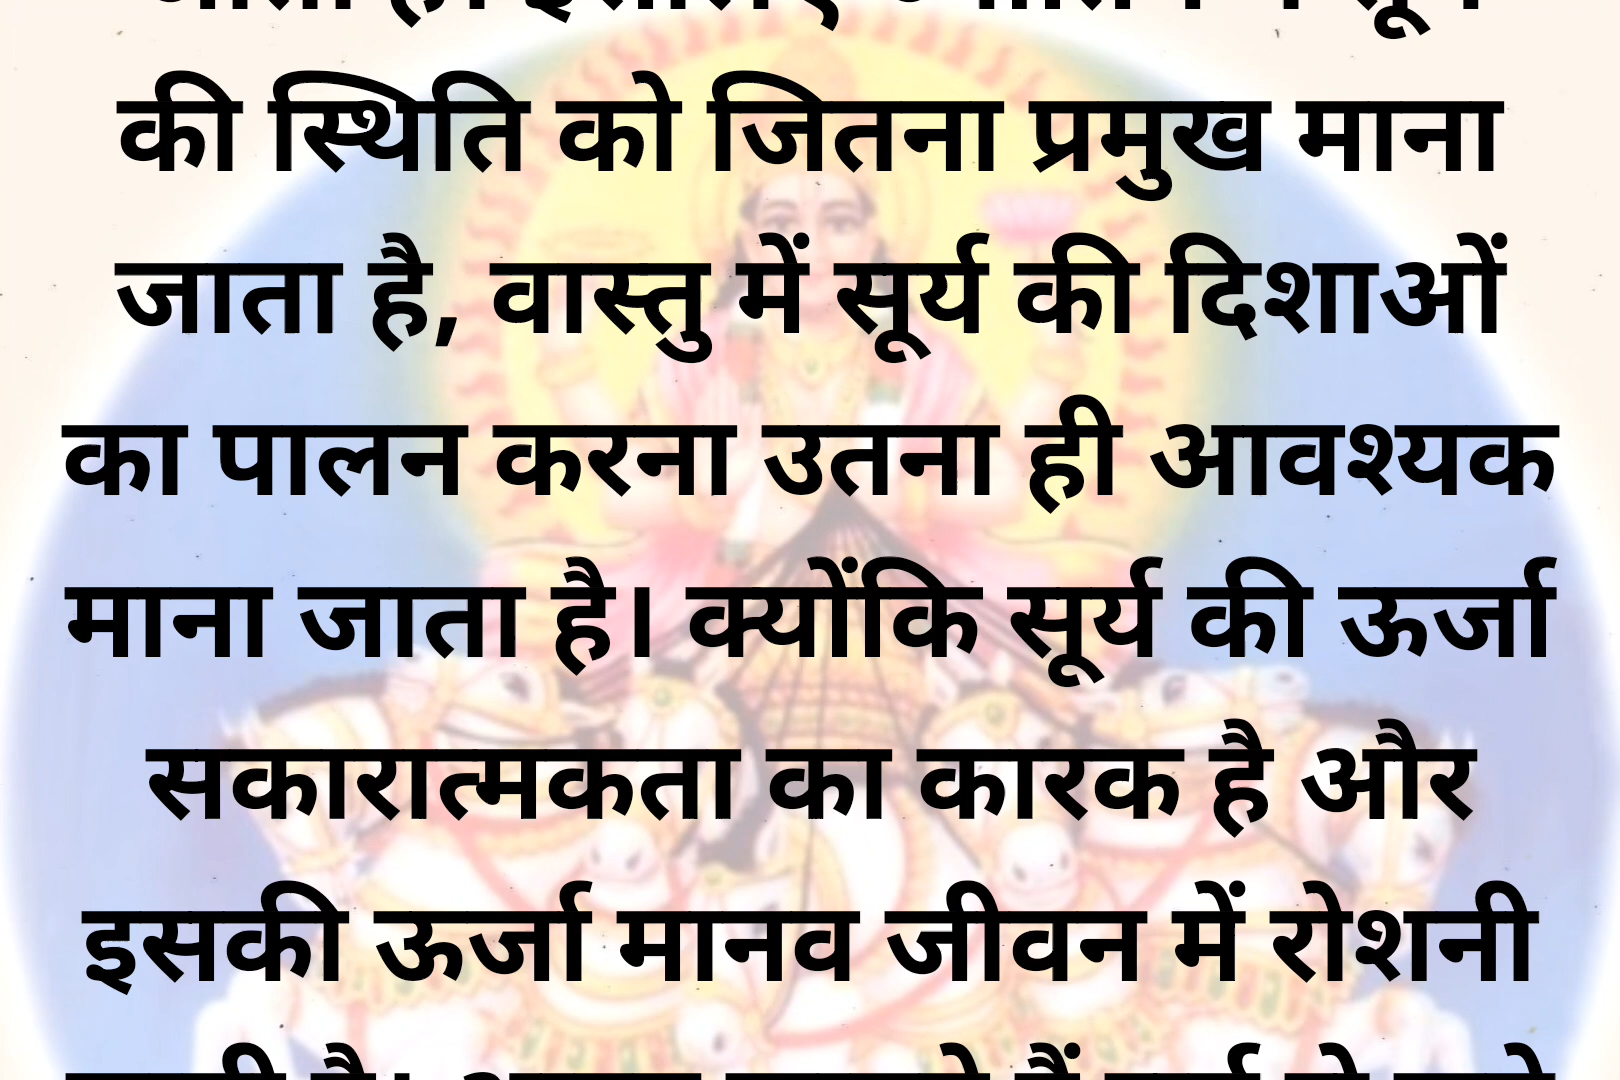 की स्थिति को जितना प्रमुख माना
जाता है, वास्तु में सूर्य की दिशाओं
का पालन करना उतना ही आवश्यक
माना जाता है। क्योंकि सूर्य की ऊर्जा
सकारात्मकता का कारक है और
इसकी ऊर्जा मानव जीवन में रोशनी